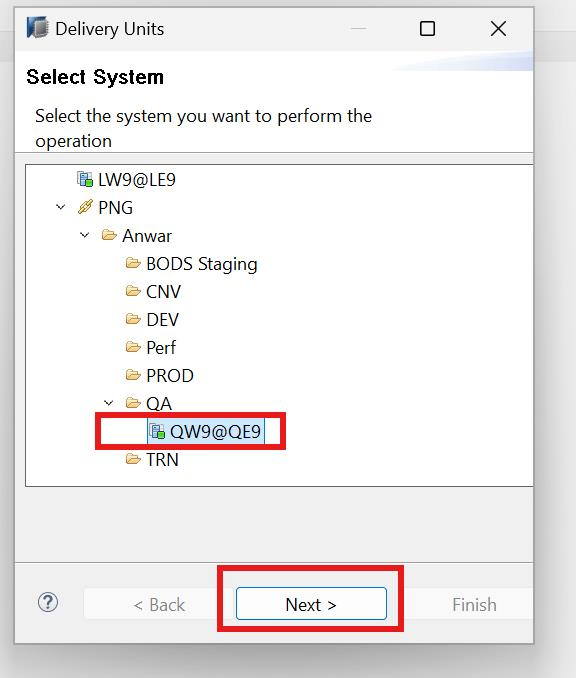 Delivery Units
Select System
Select the system you want to perform the
operation
LW9@LE9
PNG
Anwar
BODS Staging
CNV
DEV
Perf
PROD
QA
QW9@QE9
TRN
?
< Back
Next >
Finish